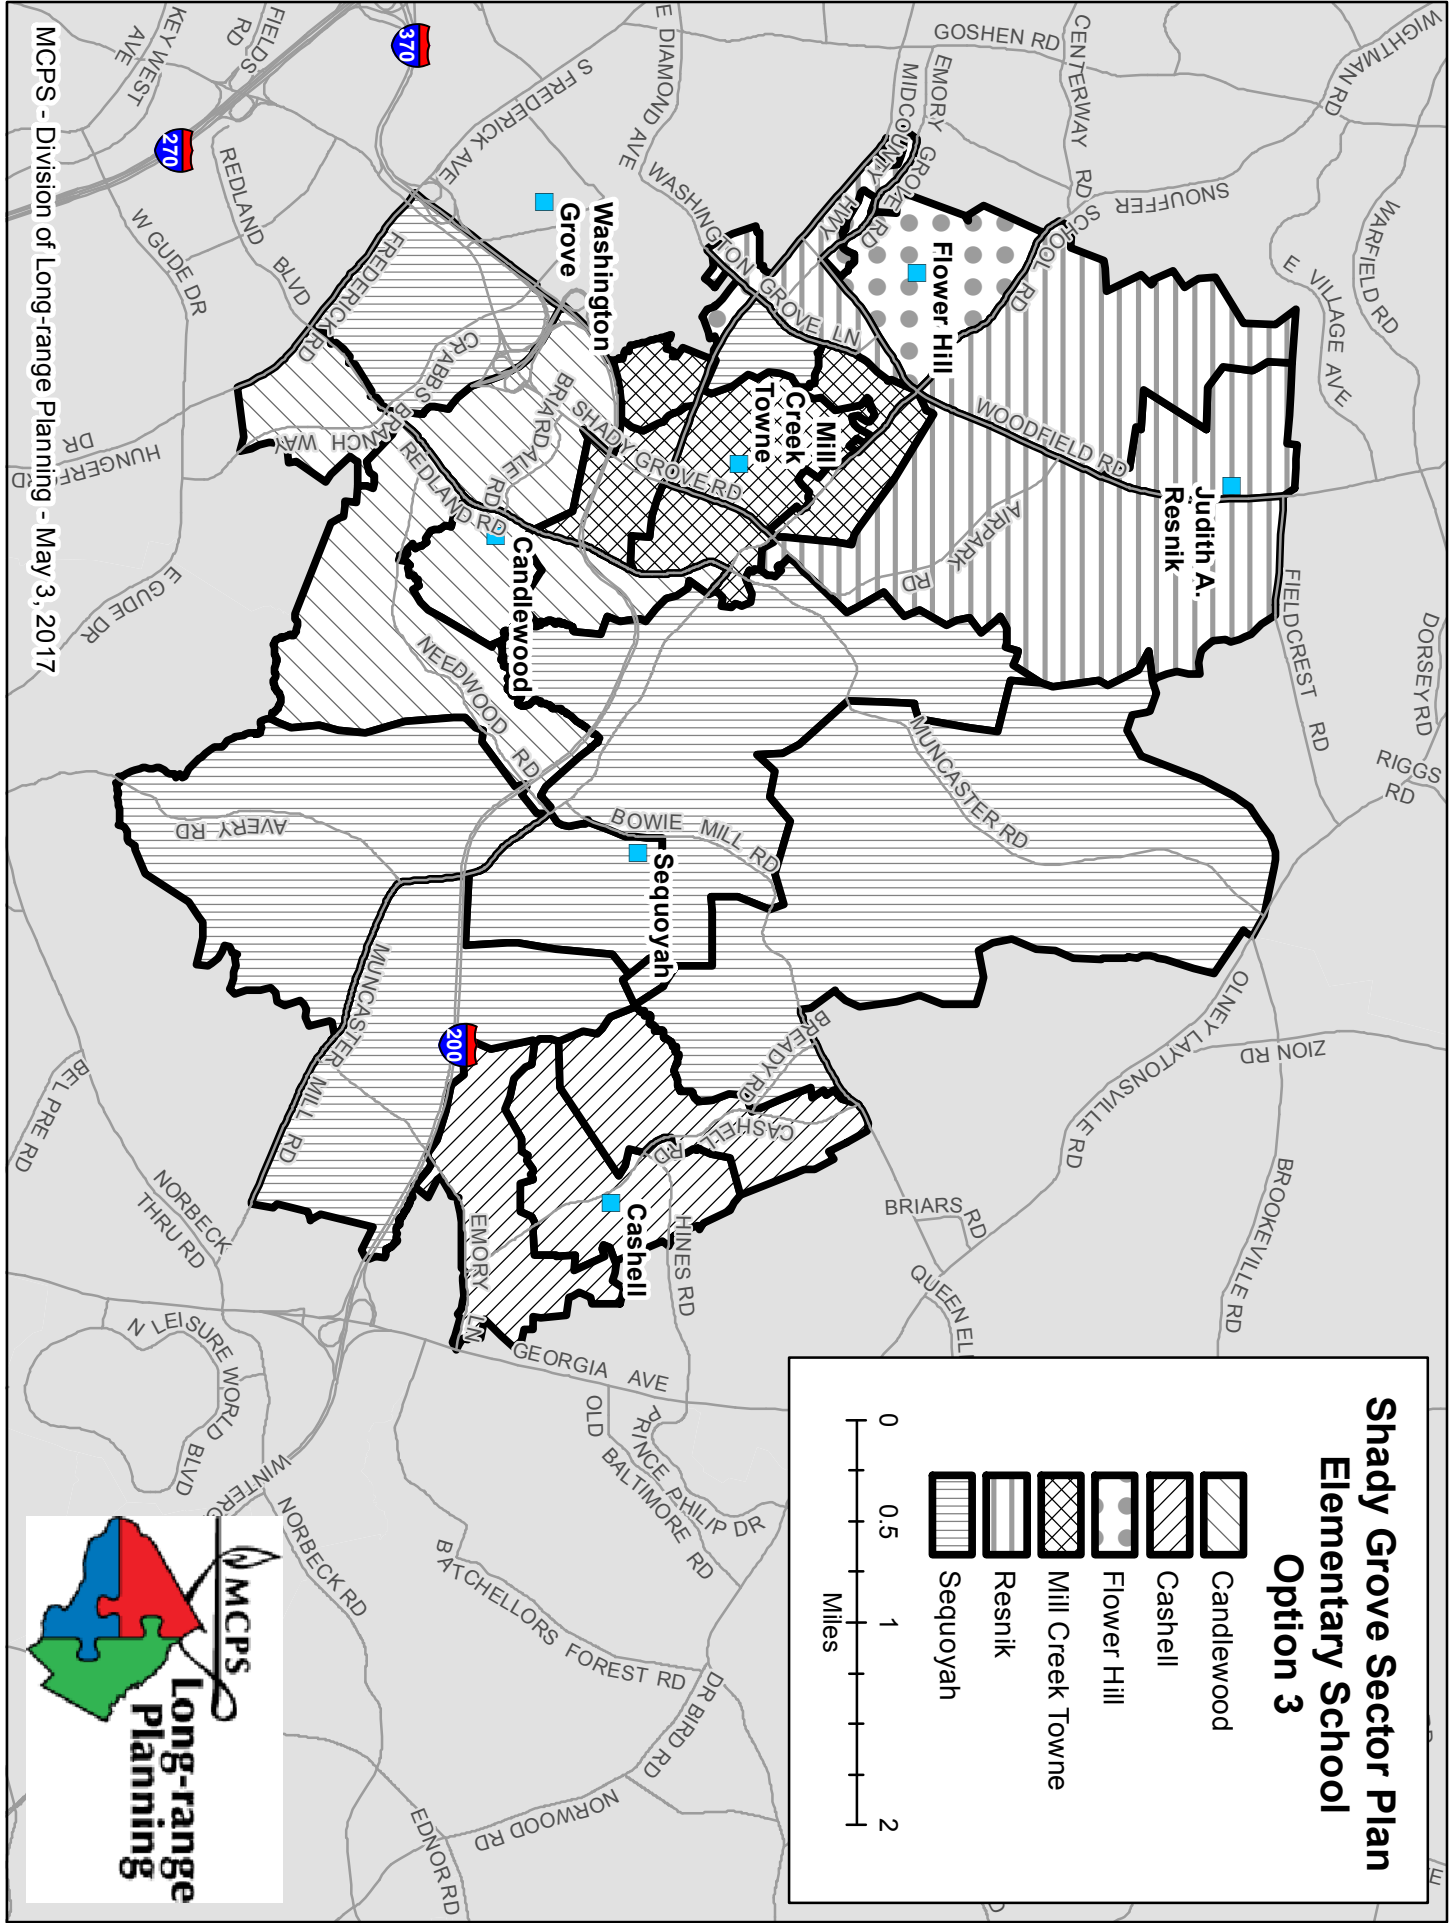 Shady Grove Sector Plan
Elementary School
Option 3
Candlewood
Cashell
Flower Hill
Mill Creek Towne
Resnik
Sequoyah
0 0.5 1 2
Miles
WIGHTMAN RD
GOSHEN RD
CENTERWAY RD
SNOUFFER
SCHOOL RD
WARFIELD RD
E VILLAGE AVE
DORSEY RD
RIGGS
RD
FIELDCREST RD
EMORY
GROVE RD
MIDCOUNTY HWY
E DIAMOND AVE
WASHINGTON GROVE LN
S FREDERICK AVE
370
270
FIELDS
RD
KEY WEST
AVE
REDLAND
BLVD
W GUDE DR
FREDERICK
RD
CRABBS
BRANCH WAY
BRIARDALE
RD
SHADY GROVE RD
REDLAND RD
HUNGERFORD
DR
E GUDE DR
Judith A.
Resnik
Flower Hill
Washington
Grove
Mill
Creek
Towne
Candlewood
Sequoyah
Cashell
WOODFIELD RD
AIRPARK
RD
MUNCASTER RD
NEEDWOOD
RD
BOWIE MILL RD
AVERY RD
MUNCASTER MILL RD
200
BREADY RD
CASHELL
RD
HINES RD
EMORY LN
OLNEY LAYTONSVILLE
RD
ZION RD
BROOKEVILLE RD
BRIARS RD
QUEEN ELI
GEORGIA AVE
OLD
BALTIMORE RD
PRINCE PHILIP DR
BEL PRE RD
NORBECK
THRU RD
N LEISURE WORLD BLVD
NORBECK RD
BATCHELLORS FOREST RD
DR BIRD RD
NORWOOD RD
EDNOR RD
MCPS
Long-range
Planning
MCPS - Division of Long-range Planning - May 3, 2017